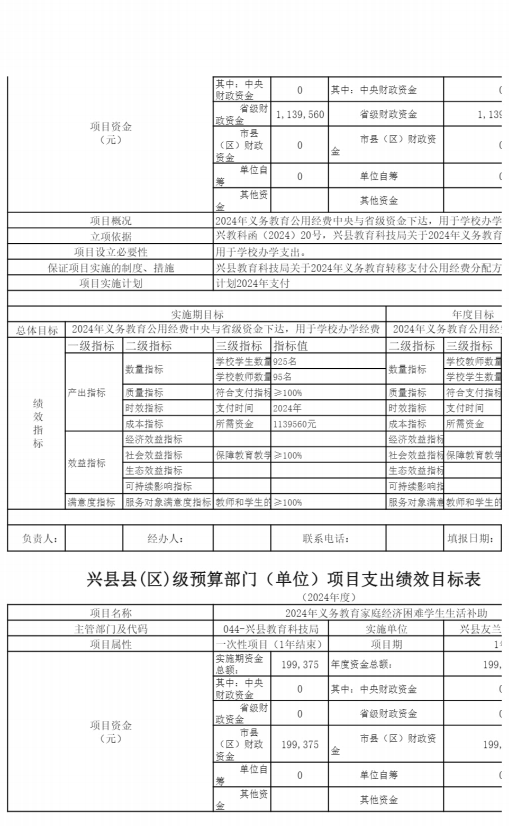 项目资金
（元）
其中: 中央财政资金 0 其中: 中央财政资金
省级财政资金 1,139,560 省级财政资金 1,139
市县（区）财政资金 0 市县（区）财政资金
单位自筹 0 单位自筹
其他资金 其他资金
项目概况 2024年义务教育公用经费中央与省级资金下达，用于学校办学
立项依据 兴教科函（2024）20号，兴县教育科技局关于2024年义务教育
项目设立必要性 用于学校办学支出。
保证项目实施的制度、措施 兴县教育科技局关于2024年义务教育转移支付公用经费分配方
项目实施计划 计划2024年支付
实施期目标 年度目标
总体目标 2024年义务教育公用经费中央与省级资金下达，用于学校办学经费 2024年义务教育公用经
绩效指标
一级指标 二级指标 三级指标 指标值 二级指标 三级指标
产出指标 数量指标 学校学生数量 925名 数量指标 学校教师数量
学校教师数量 95名 学校学生数量
质量指标 符合支付指标 ≥100% 质量指标 符合支付指标
时效指标 支付时间 2024年 时效指标 支付时间
成本指标 所需资金 1139560元 成本指标 所需资金
效益指标 经济效益指标 经济效益指标
社会效益指标 保障教育教学 ≥100% 社会效益指标 保障教育教学
生态效益指标 生态效益指标
可持续影响指标 可持续影响指
满意度指标 服务对象满意度指标 教师和学生的 ≥100% 服务对象满意 教师和学生的
负责人: 经办人: 联系电话: 填报日期:
兴县县(区)级预算部门（单位）项目支出绩效目标表
（2024年度）
项目名称 2024年义务教育家庭经济困难学生生活补助
主管部门及代码 044-兴县教育科技局 实施单位 兴县友兰
项目属性 一次性项目（1年结束） 项目期
项目资金
（元）
实施期资金总额: 199,375 年度资金总额: 199,
其中: 中央财政资金 0 其中: 中央财政资金
省级财政资金 0 省级财政资金
市县（区）财政资金 199,375 市县（区）财政资金 199,
单位自筹 0 单位自筹
其他资金 其他资金